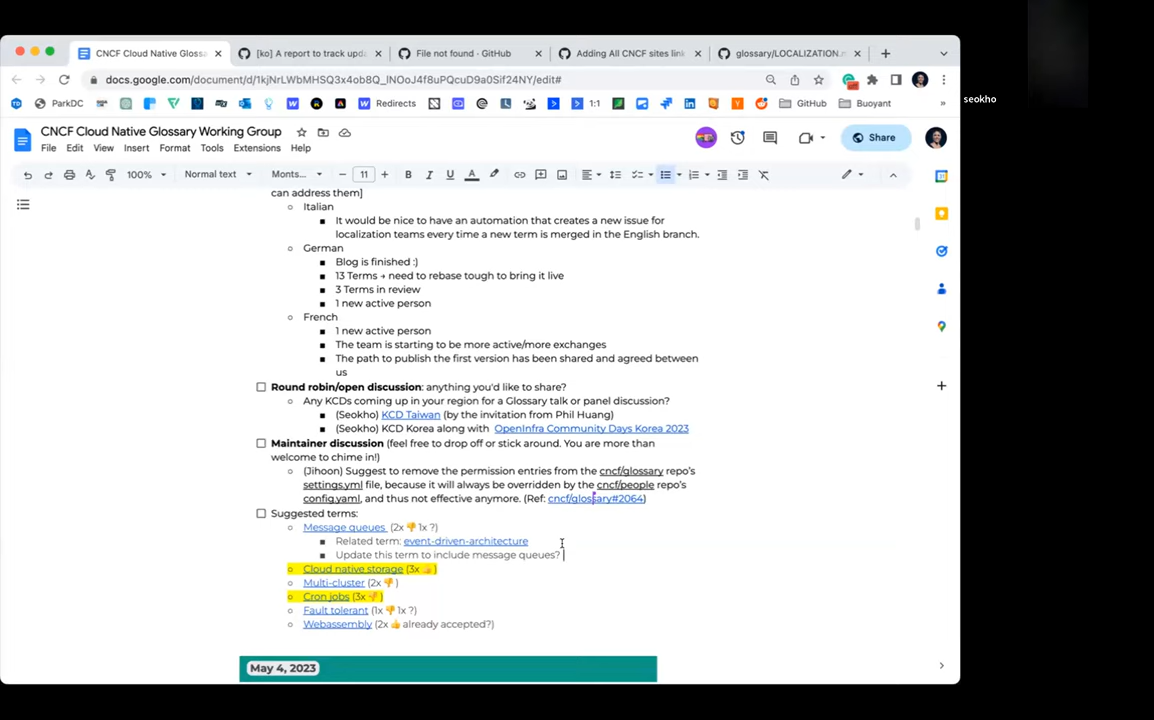 CNCF Cloud Native Glossa
[ko] A report to track upda
File not found · GitHub
Adding All CNCF sites link
glossary/LOCALIZATION.m
docs.google.com/document/d/1kjNrLWbMHSQ3x4ob8Q_lNOoJ4f8uPQcuD9a0Sif24NY/edit#
ParkDC
Redirects
1:1
GitHub
Buoyant
»
seokho
CNCF Cloud Native Glossary Working Group
Share
File Edit View Insert Format Tools Extensions Help
100% Normal text Monts... 11 B I U A
can address them]
○ Italian
■ It would be nice to have an automation that creates a new issue for
localization teams every time a new term is merged in the English branch.
○ German
■ Blog is finished :)
■ 13 Terms → need to rebase tough to bring it live
■ 3 Terms in review
■ 1 new active person
○ French
■ 1 new active person
■ The team is starting to be more active/more exchanges
■ The path to publish the first version has been shared and agreed between
us
Round robin/open discussion: anything you'd like to share?
○ Any KCDs coming up in your region for a Glossary talk or panel discussion?
■ (Seokho) KCD Taiwan (by the invitation from Phil Huang)
■ (Seokho) KCD Korea along with OpenInfra Community Days Korea 2023
Maintainer discussion (feel free to drop off or stick around. You are more than
welcome to chime in!)
○ (Jihoon) Suggest to remove the permission entries from the cncf/glossary repo's
settings.yml file, because it will always be overridden by the cncf/people repo's
config.yaml, and thus not effective anymore. (Ref: cncf/glossary#2064)
Suggested terms:
○ Message queues (2x 👎 1x ?)
■ Related term: event-driven-architecture
■ Update this term to include message queues?
○ Cloud native storage (3x 👍)
○ Multi-cluster (2x 👎)
○ Cron jobs (3x 👎)
○ Fault tolerant (1x 👎 1x ?)
○ Webassembly (2x 👍 already accepted?)
May 4, 2023